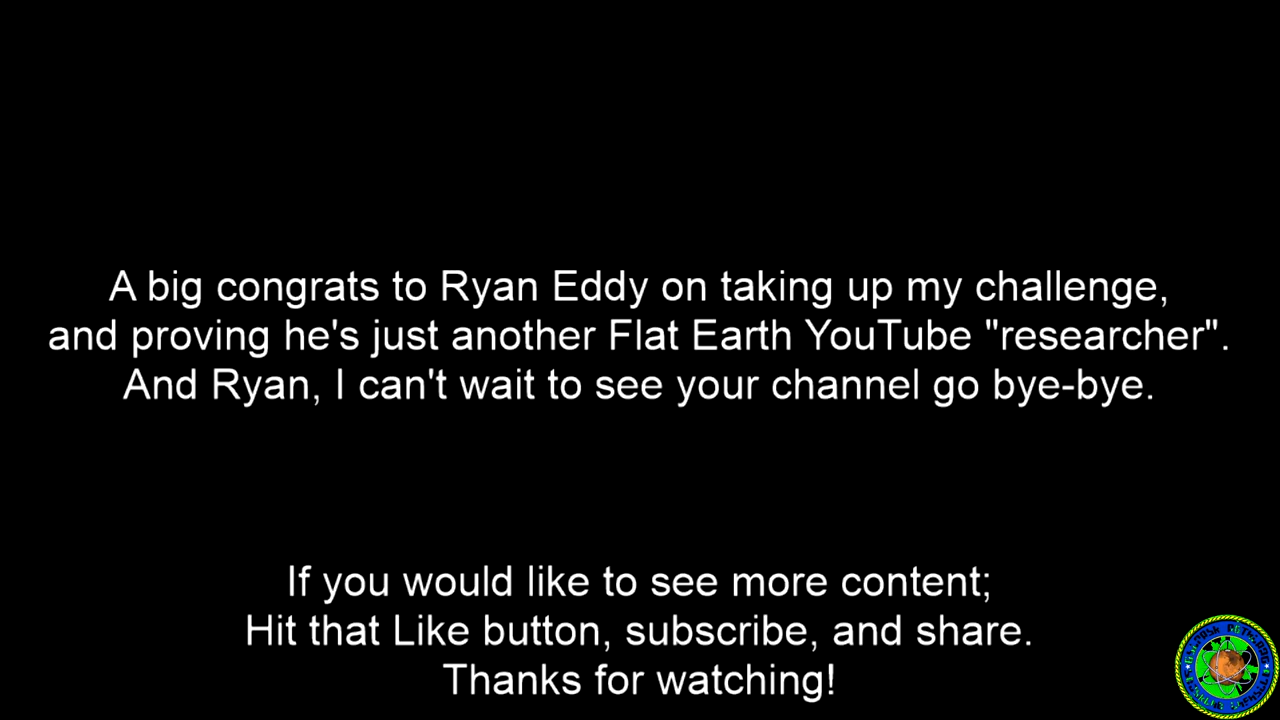 A big congrats to Ryan Eddy on taking up my challenge,
and proving he's just another Flat Earth YouTube "researcher".
And Ryan, I can't wait to see your channel go bye-bye.
If you would like to see more content;
Hit that Like button, subscribe, and share.
Thanks for watching!